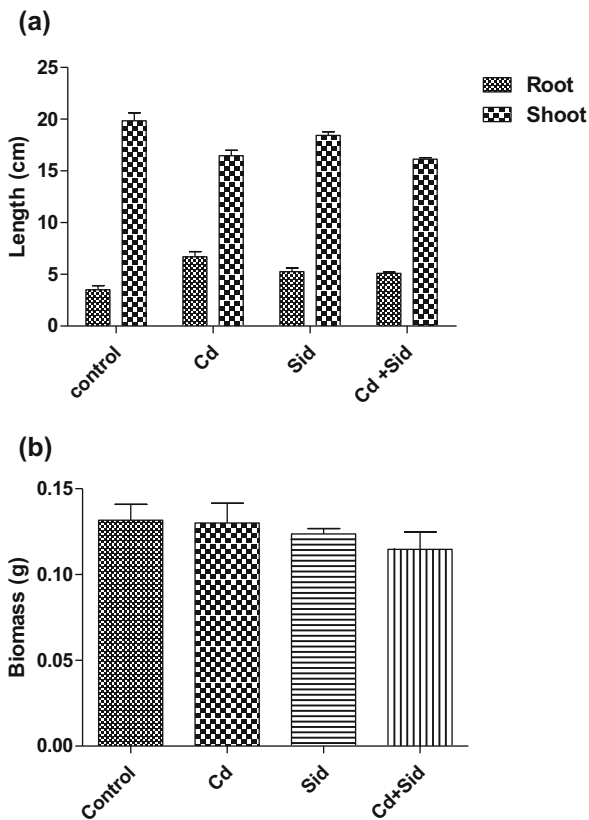 (a)
25
20
15
10
5
0
Length (cm)
control
Cd
Sid
Cd +Sid
Root
Shoot
(b)
0.15
0.10
0.05
0.00
Biomass (g)
Control
Cd
Sid
Cd+Sid